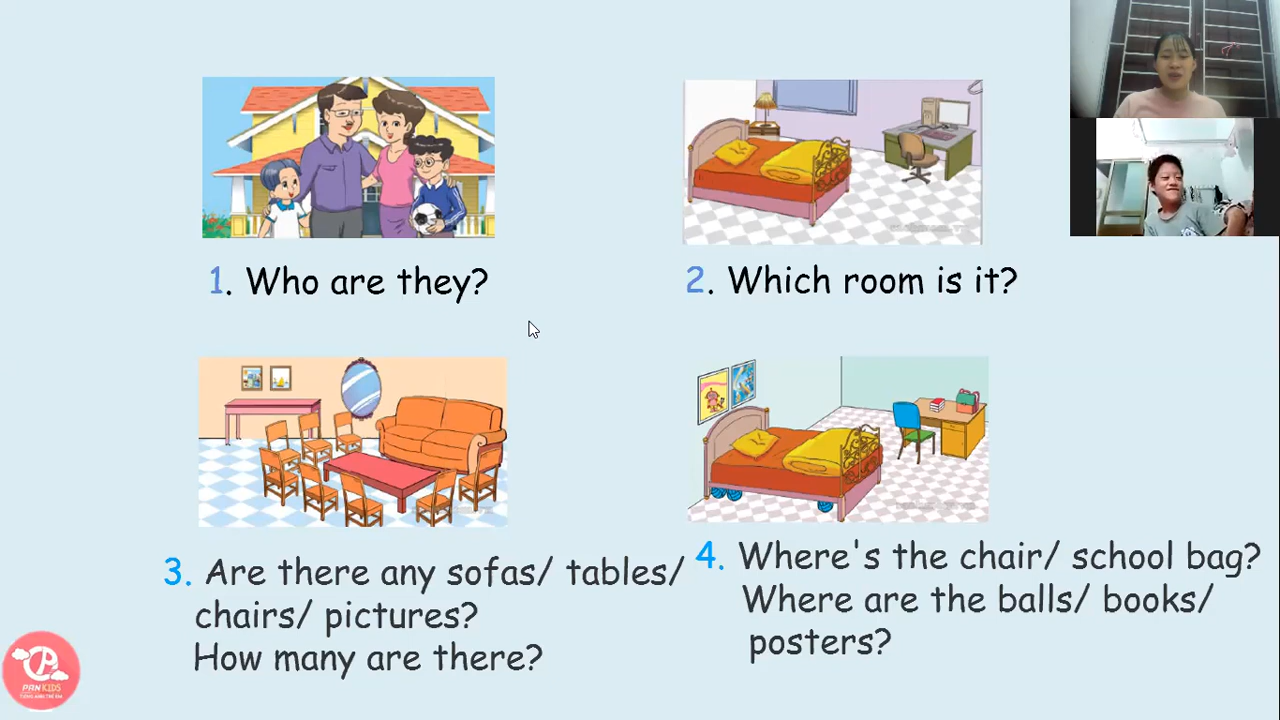 1. Who are they?
2. Which room is it?
3. Are there any sofas/ tables/
chairs/ pictures?
How many are there?
4. Where's the chair/ school bag?
Where are the balls/ books/
posters?
PANKIDS